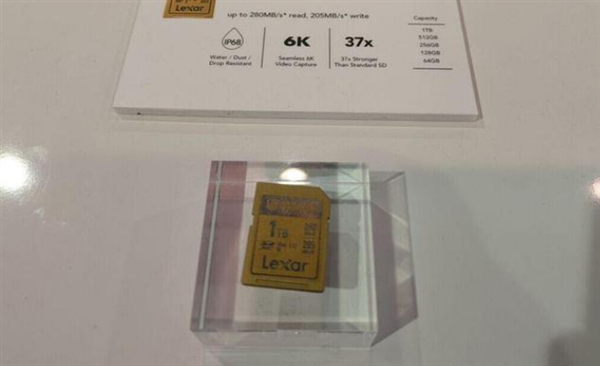 Lexar
up to 280MB/s* read, 205MB/s* write
IP68
Water / Dust /
Drop Resistant
6K
Seamless 6K
Video Capture
37x
37x Stronger
Than Standard SD
Capacity
1TB
512GB
256GB
128GB
64GB
1TB
Lexar